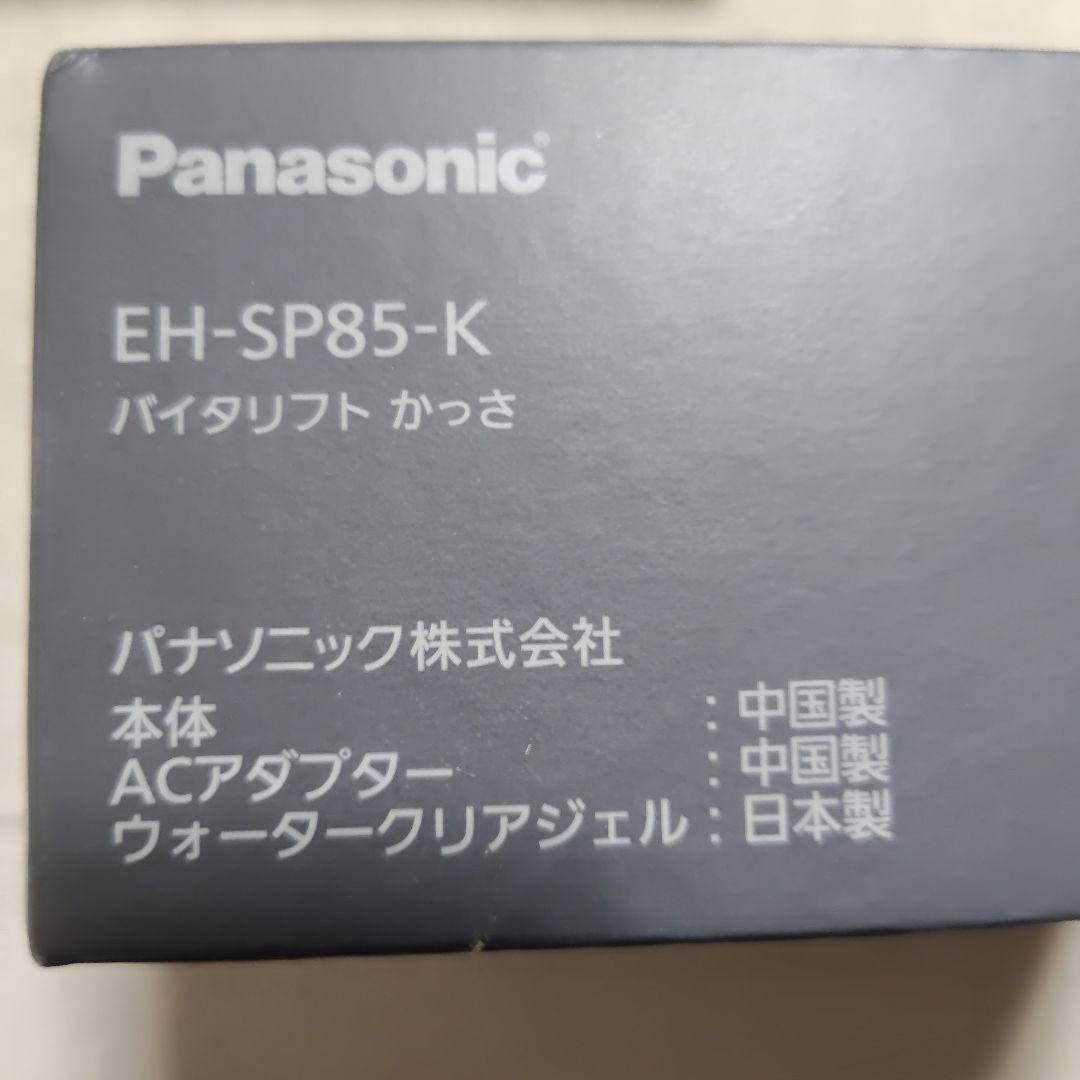 Panasonic
EH-SP85-K
バイタリフト かっさ
パナソニック株式会社
本体 : 中国製
ACアダプター : 中国製
ウォータークリアジェル : 日本製